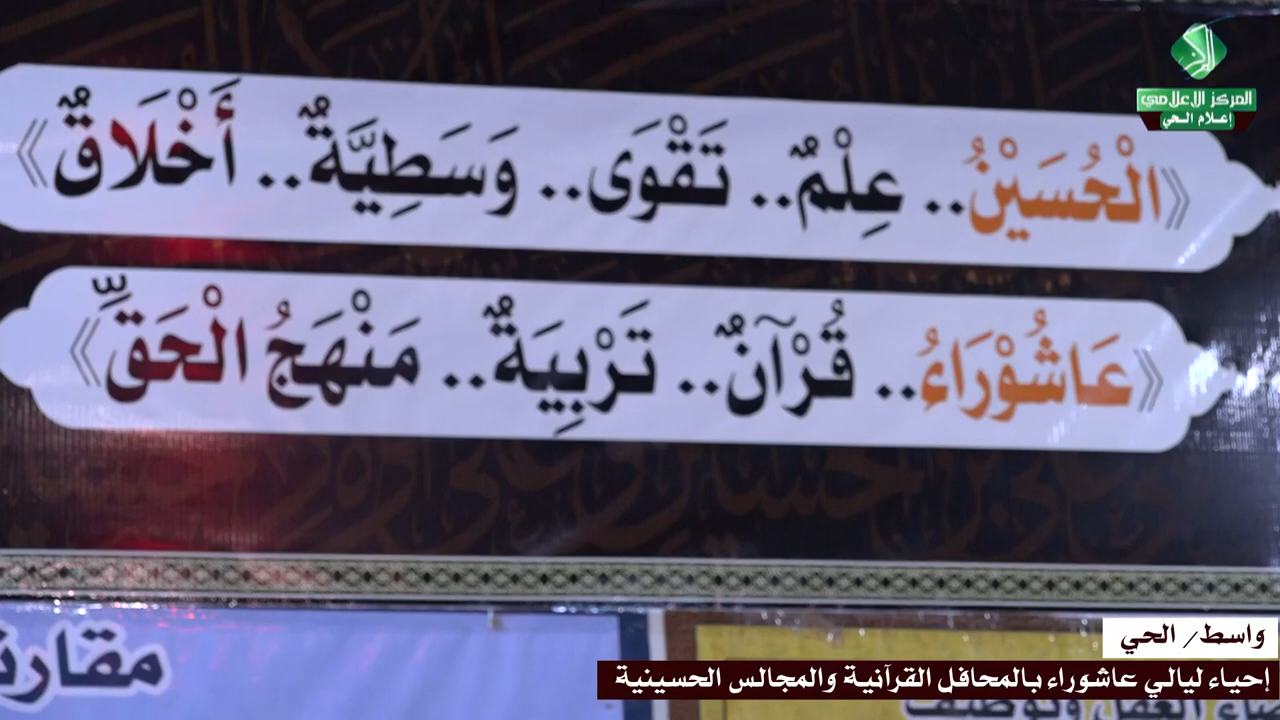 المركز الإعلامي
إعلام الحي
《الْحُسَيْنُ.. عِلْمٌ.. تَقْوَى.. وَسَطِيَّةٌ.. أَخْلَاقٌ》
《عَاشُوْرَاءُ.. قُرْآنٌ.. تَرْبِيَةٌ.. مَنْهَجُ الْحَقِّ》
واسط/ الحي
إحياء ليالي عاشوراء بالمحافل القرآنية والمجالس الحسينية